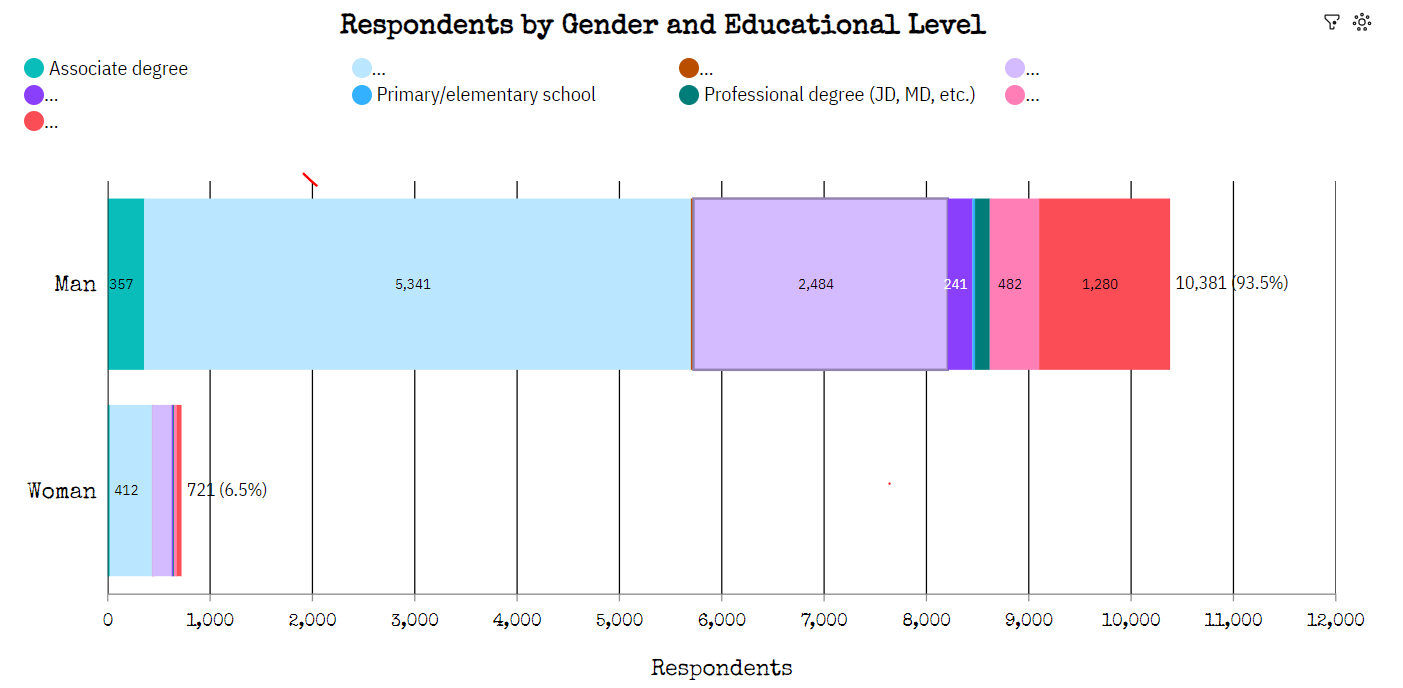 Respondents by Gender and Educational Level
Associate degree ... ... ...
... Primary/elementary school Professional degree (JD, MD, etc.) ...
...
Man 357 5,341 2,484 241 482 1,280 10,381 (93.5%)
Woman 412 721 (6.5%)
0 1,000 2,000 3,000 4,000 5,000 6,000 7,000 8,000 9,000 10,000 11,000 12,000
Respondents